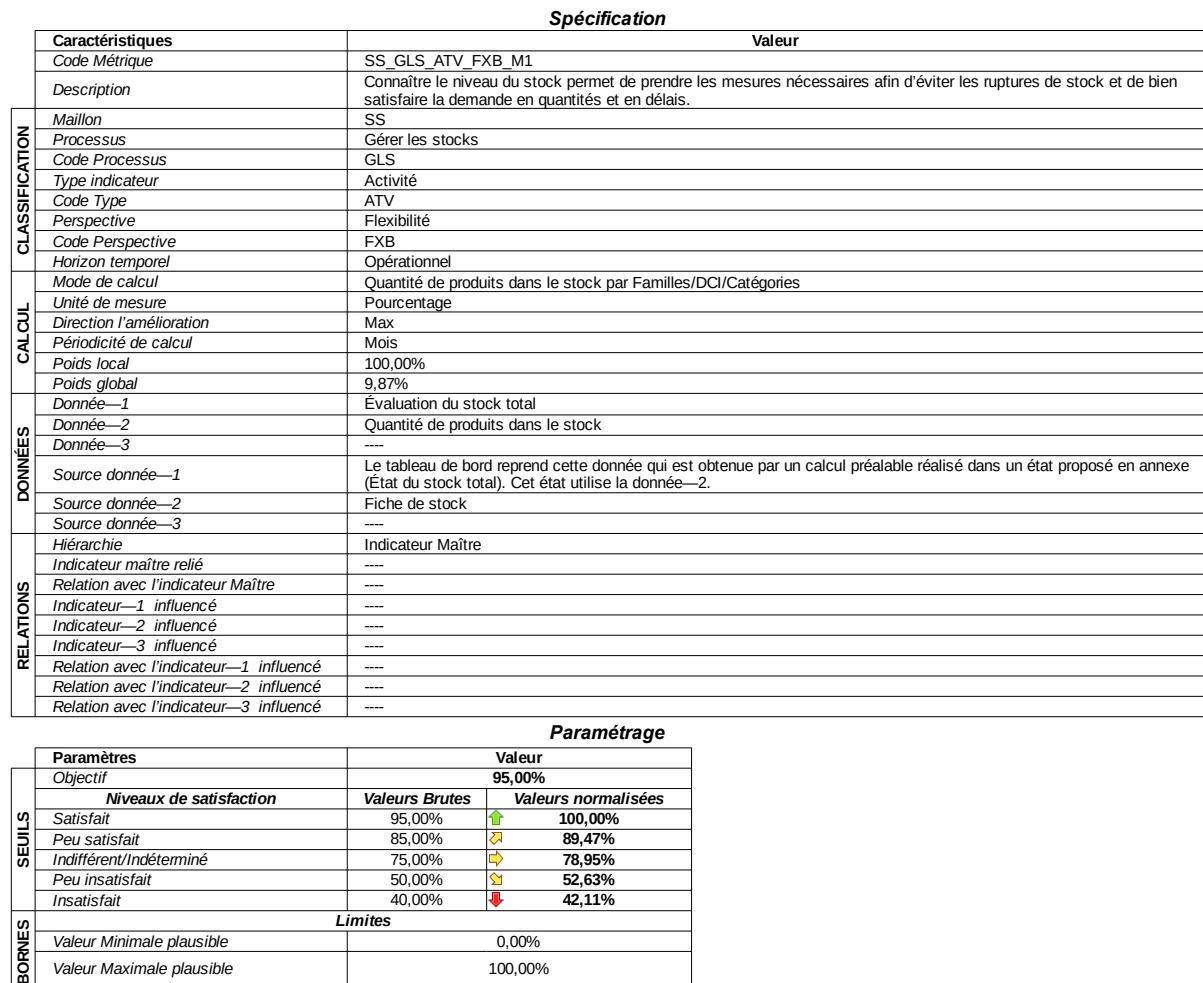 Spécification
Caractéristiques Valeur
Code Métrique SS_GLS_ATV_FXB_M1
Description Connaître le niveau du stock permet de prendre les mesures nécessaires afin d'éviter les ruptures de stock et de bien
satisfaire la demande en quantités et en délais.
CLASSIFICATION
Maillon SS
Processus Gérer les stocks
Code Processus GLS
Type indicateur Activité
Code Type ATV
Perspective Flexibilité
Code Perspective FXB
Horizon temporel Opérationnel
CALCUL
Mode de calcul Quantité de produits dans le stock par Familles/DCI/Catégories
Unité de mesure Pourcentage
Direction l'amélioration Max
Périodicité de calcul Mois
Poids local 100,00%
Poids global 9,87%
DONNÉES
Donnée—1 Évaluation du stock total
Donnée—2 Quantité de produits dans le stock
Donnée—3 ----
Source donnée—1 Le tableau de bord reprend cette donnée qui est obtenue par un calcul préalable réalisé dans un état proposé en annexe
(État du stock total). Cet état utilise la donnée—2.
Source donnée—2 Fiche de stock
Source donnée—3 ----
RELATIONS
Hiérarchie Indicateur Maître
Indicateur maître relié ----
Relation avec l'indicateur Maître ----
Indicateur—1 influencé ----
Indicateur—2 influencé ----
Indicateur—3 influencé ----
Relation avec l'indicateur—1 influencé ----
Relation avec l'indicateur—2 influencé ----
Relation avec l'indicateur—3 influencé ----
Paramétrage
Paramètres Valeur
SEUILS
Objectif 95,00%
Niveaux de satisfaction Valeurs Brutes Valeurs normalisées
Satisfait 95,00% 100,00%
Peu satisfait 85,00% 89,47%
Indifférent/Indéterminé 75,00% 78,95%
Peu insatisfait 50,00% 52,63%
Insatisfait 40,00% 42,11%
BORNES
Limites
Valeur Minimale plausible 0,00%
Valeur Maximale plausible 100,00%